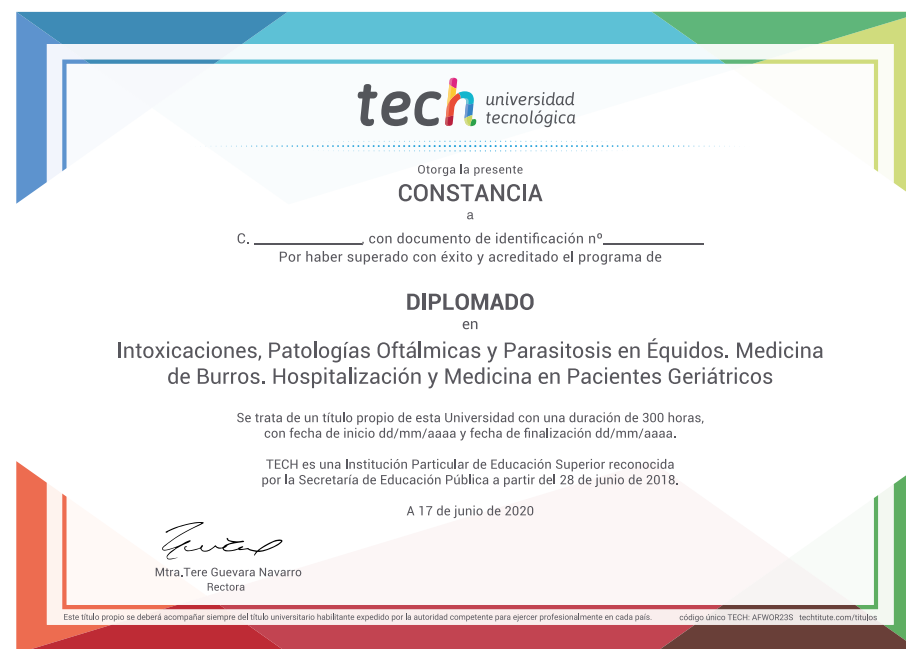 tech universidad
tecnológica
Otorga la presente
CONSTANCIA
a
C. ______________, con documento de identificación nº_____________
Por haber superado con éxito y acreditado el programa de
DIPLOMADO
en
Intoxicaciones, Patologías Oftálmicas y Parasitosis en Équidos. Medicina
de Burros. Hospitalización y Medicina en Pacientes Geriátricos
Se trata de un título propio de esta Universidad con una duración de 300 horas,
con fecha de inicio dd/mm/aaaa y fecha de finalización dd/mm/aaaa.
TECH es una Institución Particular de Educación Superior reconocida
por la Secretaría de Educación Pública a partir del 28 de junio de 2018.
A 17 de junio de 2020
Mtra.Tere Guevara Navarro
Rectora
Este título propio se deberá acompañar siempre del título universitario habilitante expedido por la autoridad competente para ejercer profesionalmente en cada país. código único TECH: AFWOR23S techtitute.com/titulos